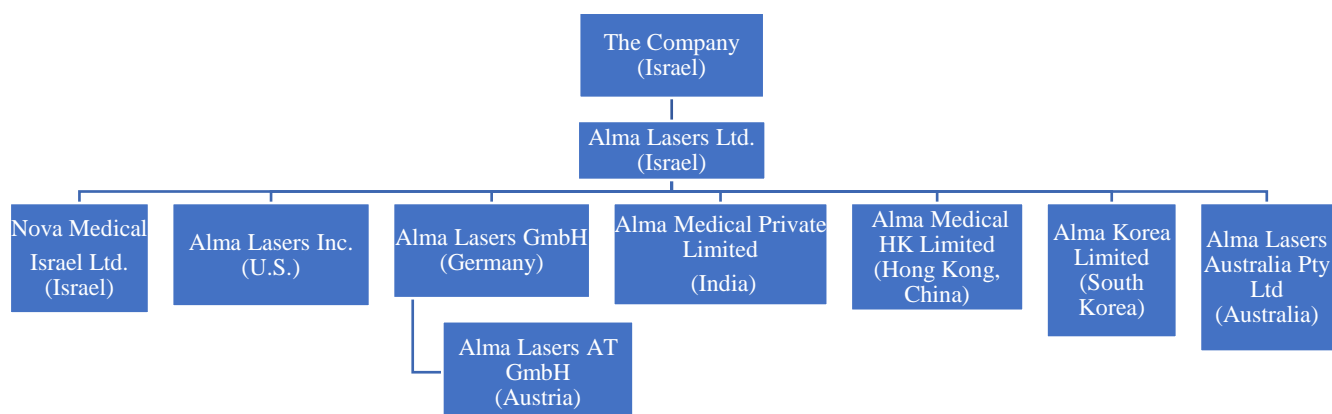 The Company
(Israel)
Alma Lasers Ltd.
(Israel)
Nova Medical
Israel Ltd.
(Israel)
Alma Lasers Inc.
(U.S.)
Alma Lasers GmbH
(Germany)
Alma Medical Private
Limited
(India)
Alma Medical
HK Limited
(Hong Kong,
China)
Alma Korea
Limited
(South
Korea)
Alma Lasers
Australia Pty
Ltd
(Australia)
Alma Lasers AT
GmbH
(Austria)